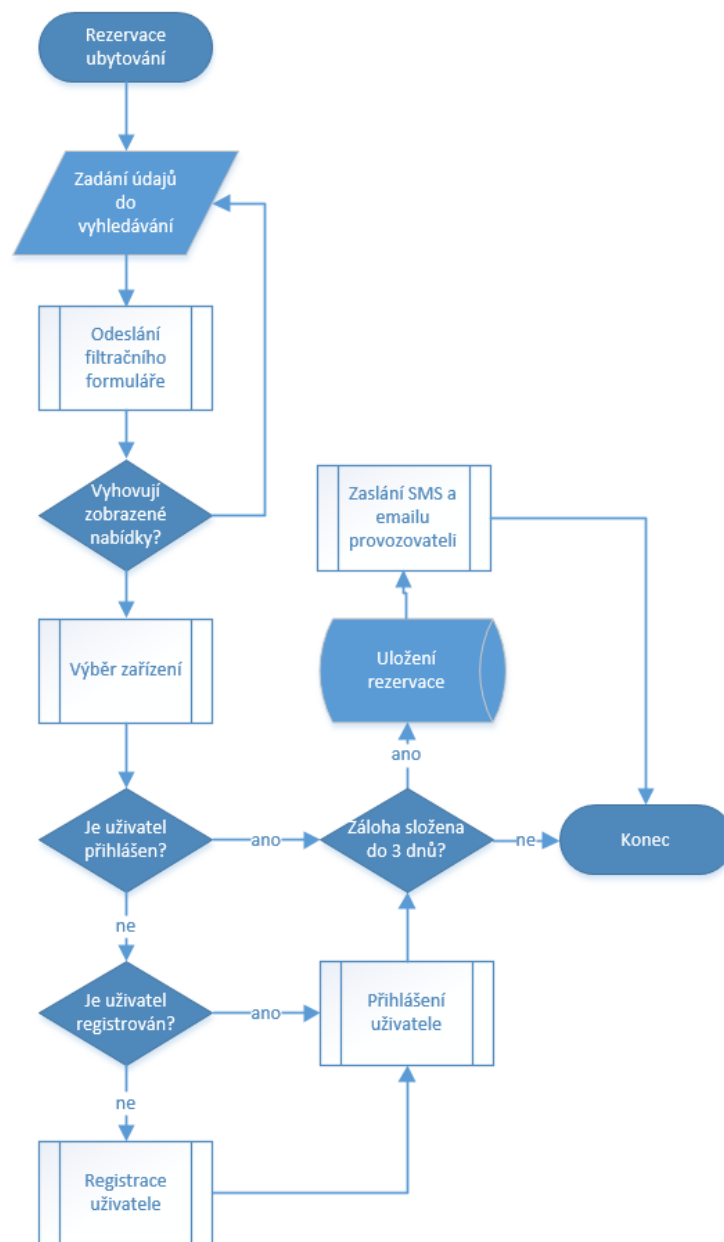 Rezervace
ubytování
Zadání údajů
do
vyhledávání
Odeslání
filtračního
formuláře
Vyhovují
zobrazené
nabídky?
Zaslání SMS a
emailu
provozovateli
Výběr zařízení
Uložení
rezervace
ano
Je uživatel
přihlášen?
ano
Záloha složena
do 3 dnů?
ne
Konec
ne
Je uživatel
registrován?
ano
Přihlášení
uživatele
ne
Registrace
uživatele